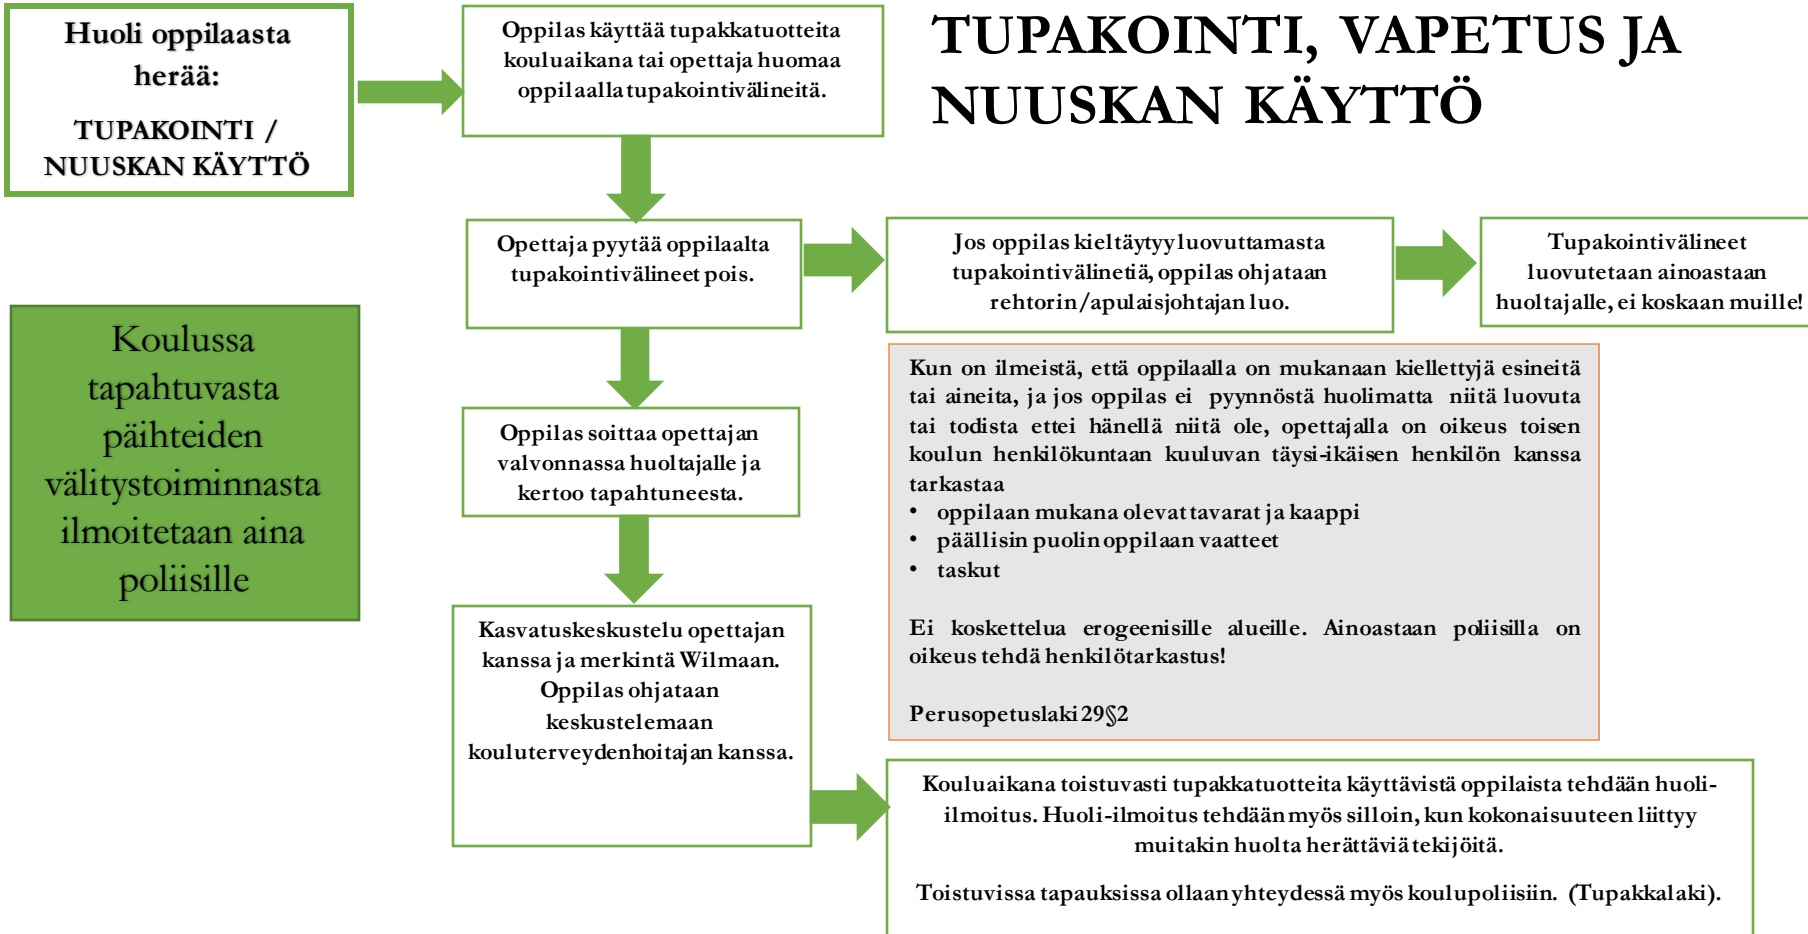 TUPAKOINTI, VAPETUS JA
NUUSKAN KÄYTTÖ
Huoli oppilaasta
herää:
TUPAKOINTI /
NUUSKAN KÄYTTÖ
Oppilas käyttää tupakkatuotteita
kouluaikana tai opettaja huomaa
oppilaalla tupakointivälineitä.
Opettaja pyytää oppilaalta
tupakointivälineet pois.
Jos oppilas kieltäytyy luovuttamasta
tupakointivälinetiä, oppilas ohjataan
rehtorin/apulaisjohtajan luo.
Tupakointivälineet
luovutetaan ainoastaan
huoltajalle, ei koskaan muille!
Koulussa
tapahtuvasta
päihteiden
välitystoiminnasta
ilmoitetaan aina
poliisille
Kun on ilmeistä, että oppilaalla on mukanaan kiellettyjä esineitä
tai aineita, ja jos oppilas ei pyynnöstä huolimatta niitä luovuta
tai todista ettei hänellä niitä ole, opettajalla on oikeus toisen
koulun henkilökuntaan kuuluvan täysi-ikäisen henkilön kanssa
tarkastaa
• oppilaan mukana olevat tavarat ja kaappi
• päällisin puolin oppilaan vaatteet
• taskut
Ei koskettelua erogeenisille alueille. Ainoastaan poliisilla on
oikeus tehdä henkilötarkastus!
Perusopetuslaki 29§2
Oppilas soittaa opettajan
valvonnassa huoltajalle ja
kertoo tapahtuneesta.
Kasvatuskeskustelu opettajan
kanssa ja merkintä Wilmaan.
Oppilas ohjataan
keskustelemaan
kouluterveydenhoitajan kanssa.
Kouluaikana toistuvasti tupakkatuotteita käyttävistä oppilaista tehdään huoli-
ilmoitus. Huoli-ilmoitus tehdään myös silloin, kun kokonaisuuteen liittyy
muitakin huolta herättäviä tekijöitä.
Toistuvissa tapauksissa ollaan yhteydessä myös koulupoliisiin. (Tupakkalaki).